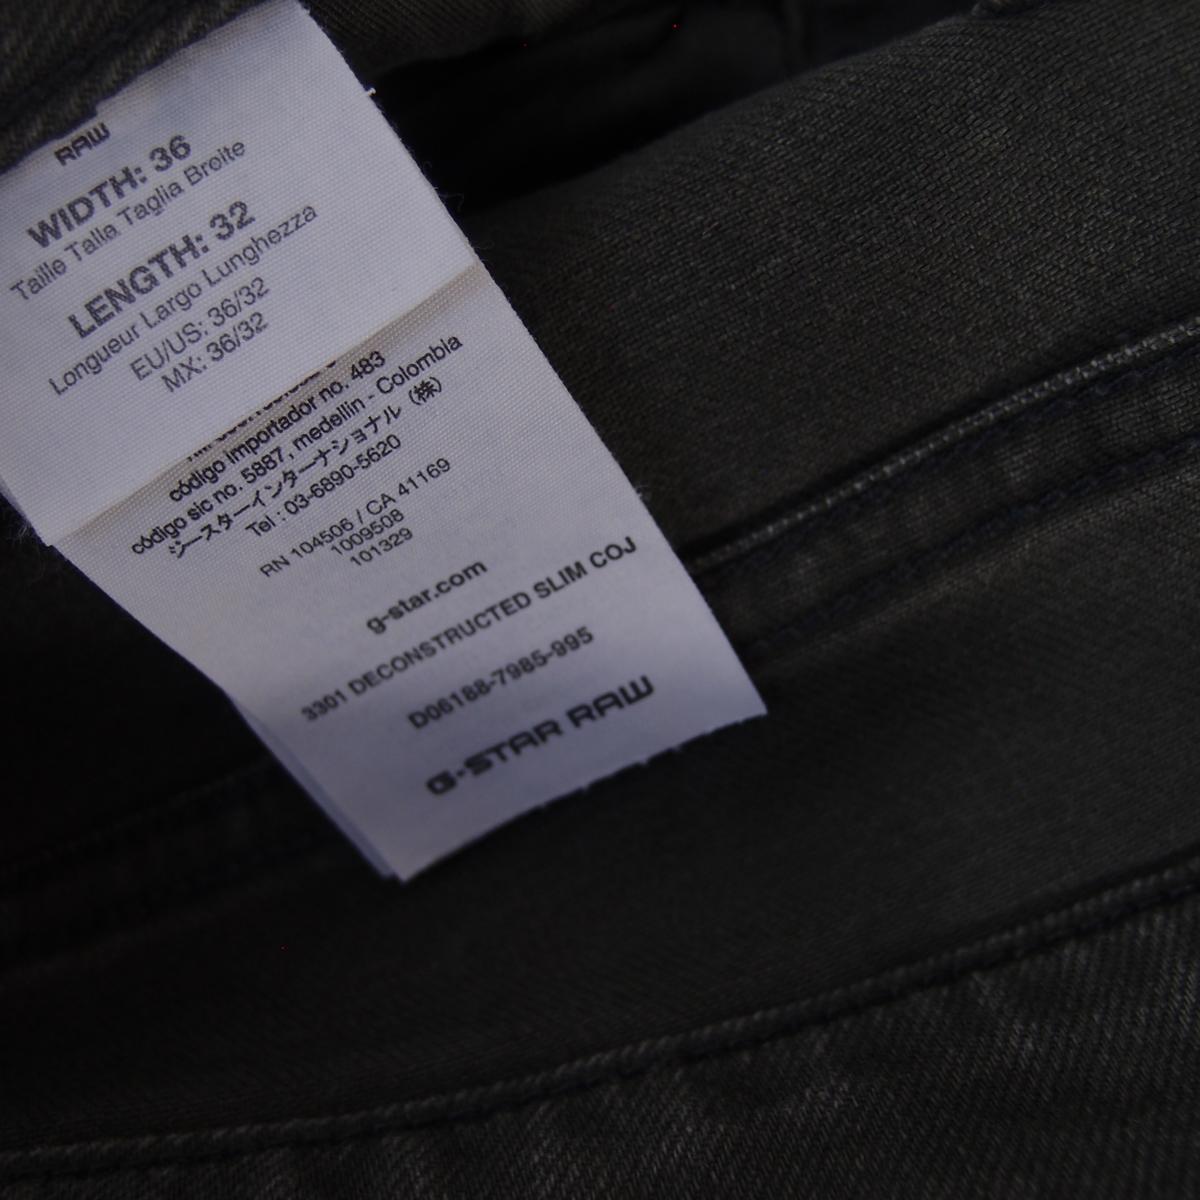 RAW
WIDTH: 36
Taille Talla Taglia Breite
LENGTH: 32
Longueur Largo Lunghezza
EU/US: 36/32
MX: 36/32
código importador no. 483
código sic no. 5887, medellin - Colombia
ジースターインターナショナル (株)
Tel : 03-6890-5620
RN 104506 / CA 41169
1009508
101329
g-star.com
3301 DECONSTRUCTED SLIM COJ
D06188-7985-995
G-STAR RAW